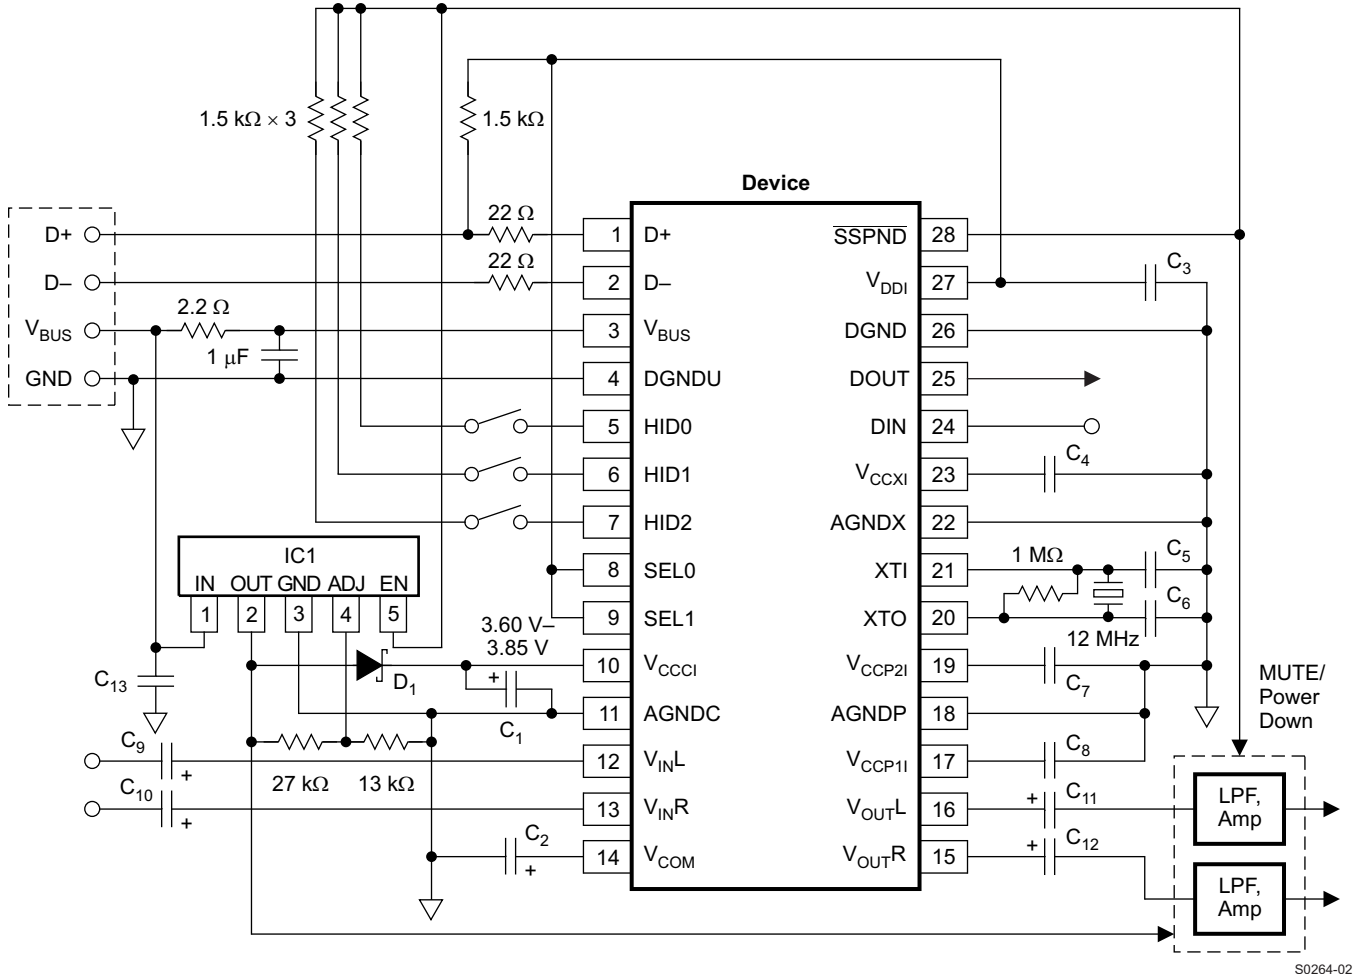 1.5 kΩ × 3
1.5 kΩ
Device
D+
22 Ω
1
D+
SSPND
28
D–
22 Ω
2
D–
VDDI
27
C3
VBUS
2.2 Ω
3
VBUS
DGND
26
1 μF
GND
4
DGNDU
DOUT
25
5
HID0
DIN
24
6
HID1
VCCXI
23
C4
7
HID2
AGNDX
22
IC1
IN OUT GND ADJ EN
1 2 3 4 5
8
SEL0
XTI
21
1 MΩ
C5
9
SEL1
XTO
20
C6
12 MHz
3.60 V–
3.85 V
D1
10
VCCCI
VCCP2I
19
C7
C13
+
C1
11
AGNDC
AGNDP
18
MUTE/
Power
Down
C9
+
12
VINL
VCCP1I
17
C8
27 kΩ
13 kΩ
C10
+
13
VINR
VOUTL
16
+
C11
LPF,
Amp
C2
+
14
VCOM
VOUTR
15
+
C12
LPF,
Amp
S0264-02